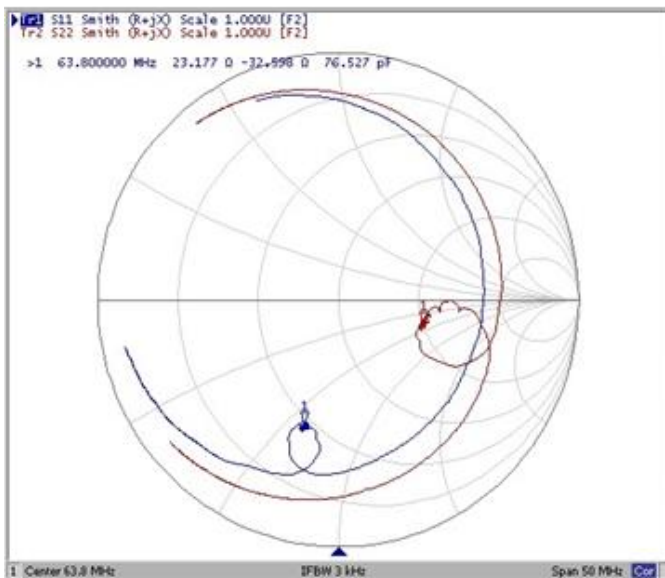 Tr1 S11 Smith (R+jX) Scale 1.000U [F2]
Tr2 S22 Smith (R+jX) Scale 1.000U [F2]
>1 63.800000 MHz 23.177 Ω -32.598 Ω 76.527 pF
1
1
1 Center 63.8 MHz IFBW 3 kHz Span 50 MHz Cor